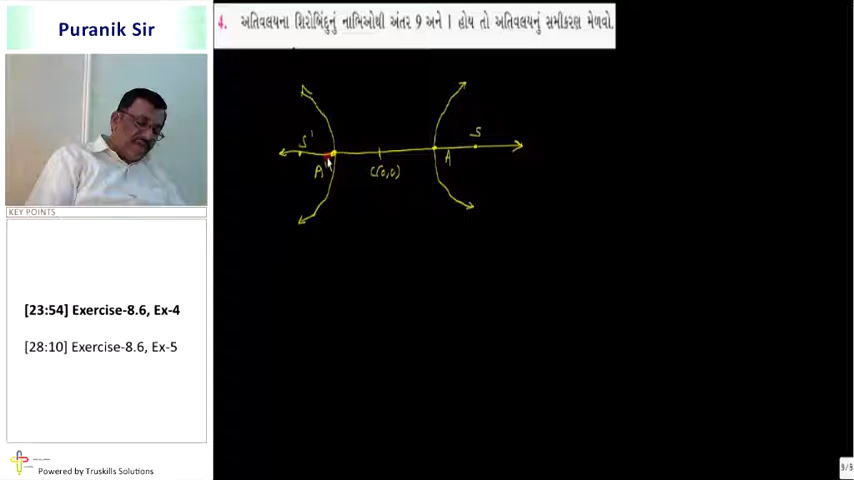 Puranik Sir
4. અતિવલયના શિરોબિંદુનું નાભિઓથી અંતર 9 અને 1 હોય તો અતિવલયનું સમીકરણ મેળવો.
S'
S
A'
C(0,0)
A
KEY POINTS
[23:54] Exercise-8.6, Ex-4
[28:10] Exercise-8.6, Ex-5
Powered by Truskills Solutions
9/9